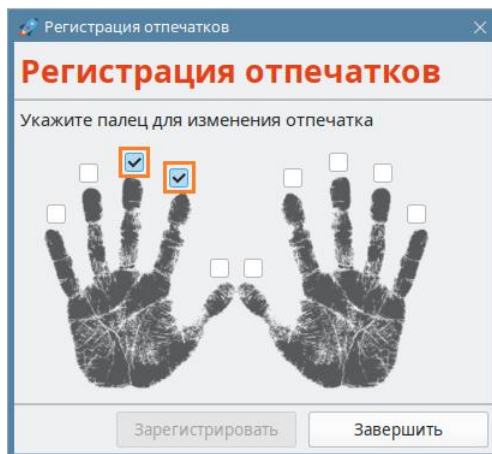 Регистрация отпечатков
Регистрация отпечатков
Укажите палец для изменения отпечатка
Зарегистрировать
Завершить